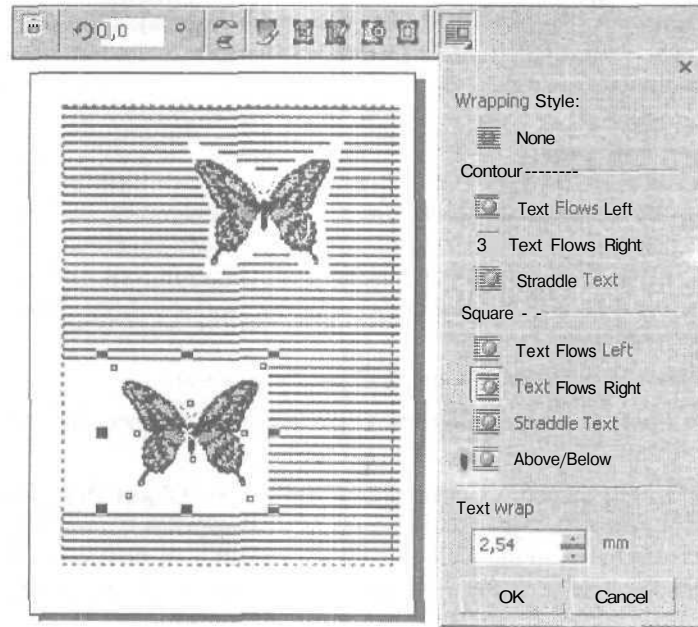 0,0 °
Wrapping Style:
None
Contour--------
Text Flows Left
3 Text Flows Right
Straddle Text
Square - -
Text Flows Left
Text Flows Right
Straddle Text
Above/Below
Text wrap
2,54 mm
OK Cancel